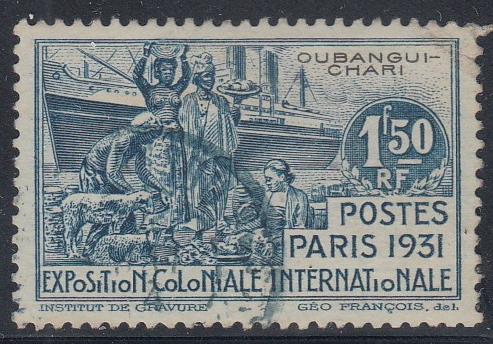 OUBANGUI-
CHARI
1f50
RF
POSTES
PARIS 1931
EXPOSITION COLONIALE INTERNATIONALE
INSTITUT DE GRAVURE GÉO FRANÇOIS, del.